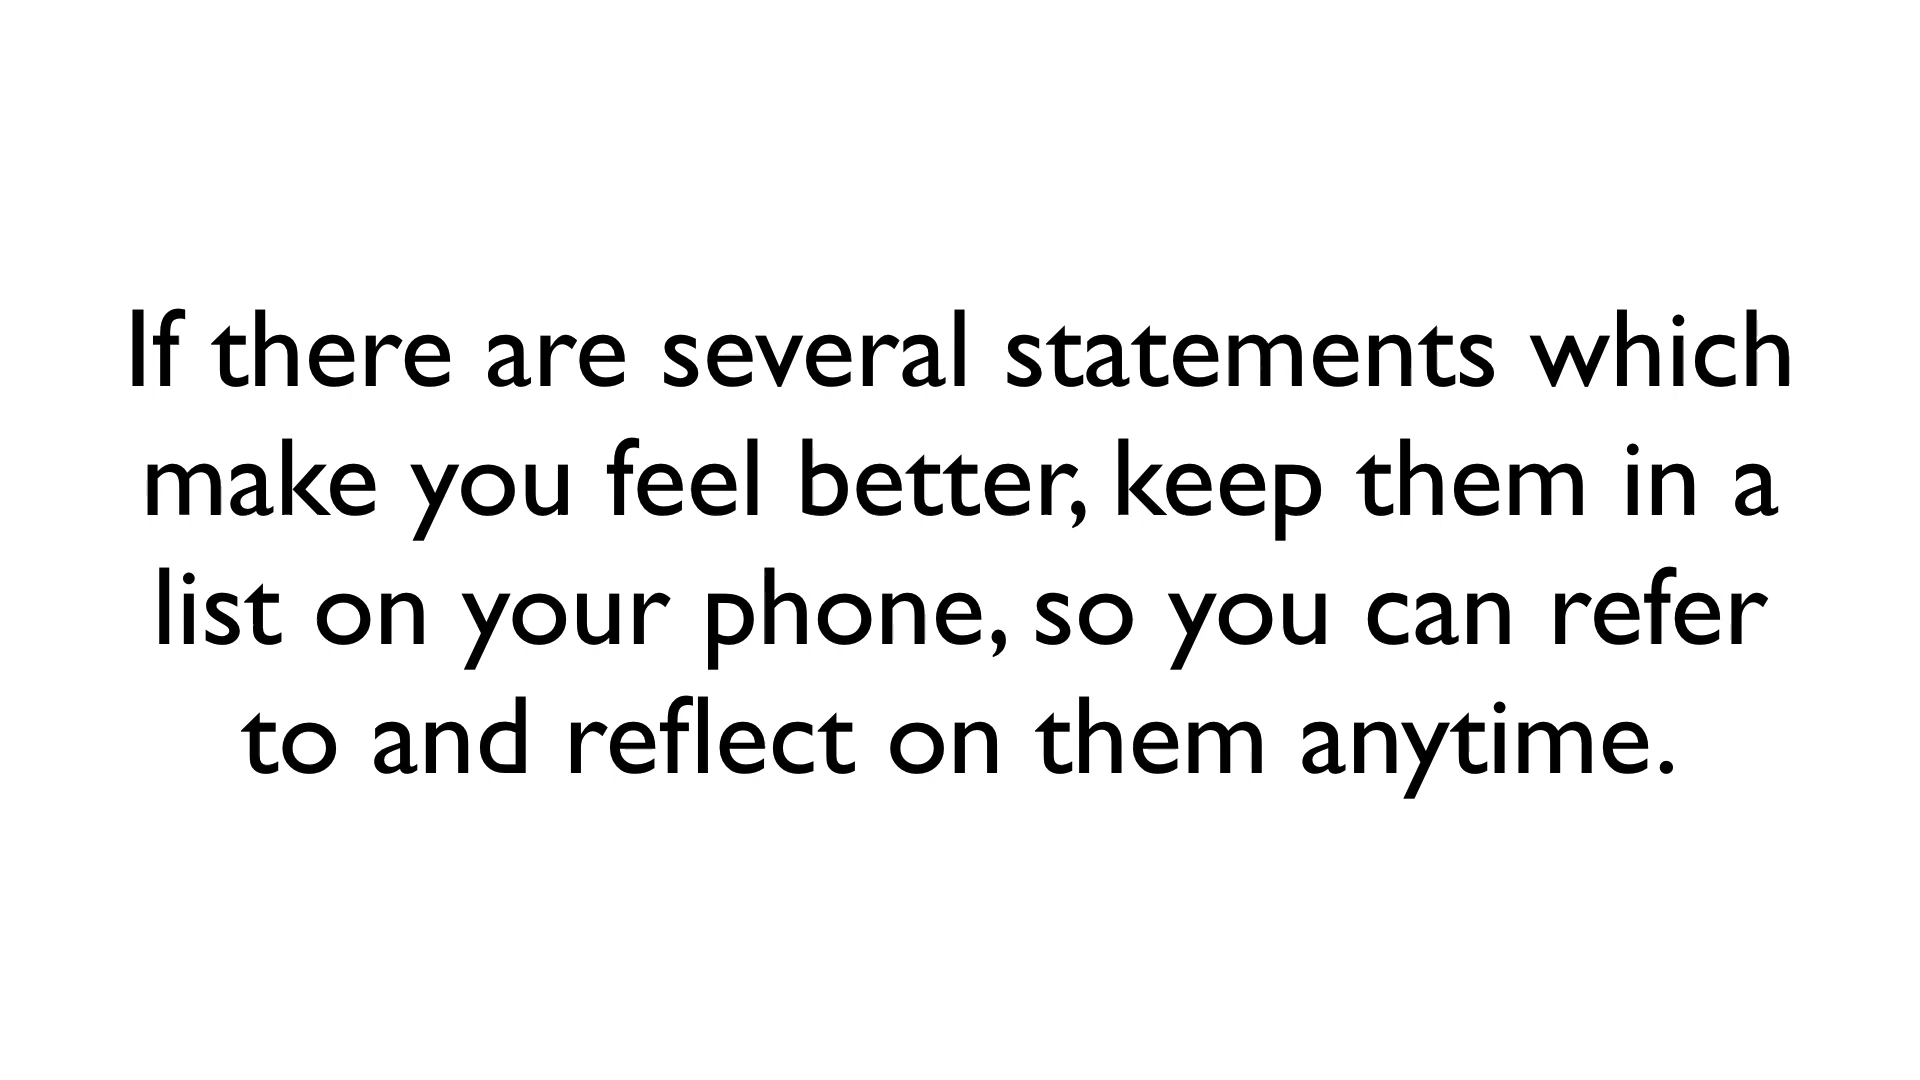 If there are several statements which
make you feel better, keep them in a
list on your phone, so you can refer
to and reflect on them anytime.